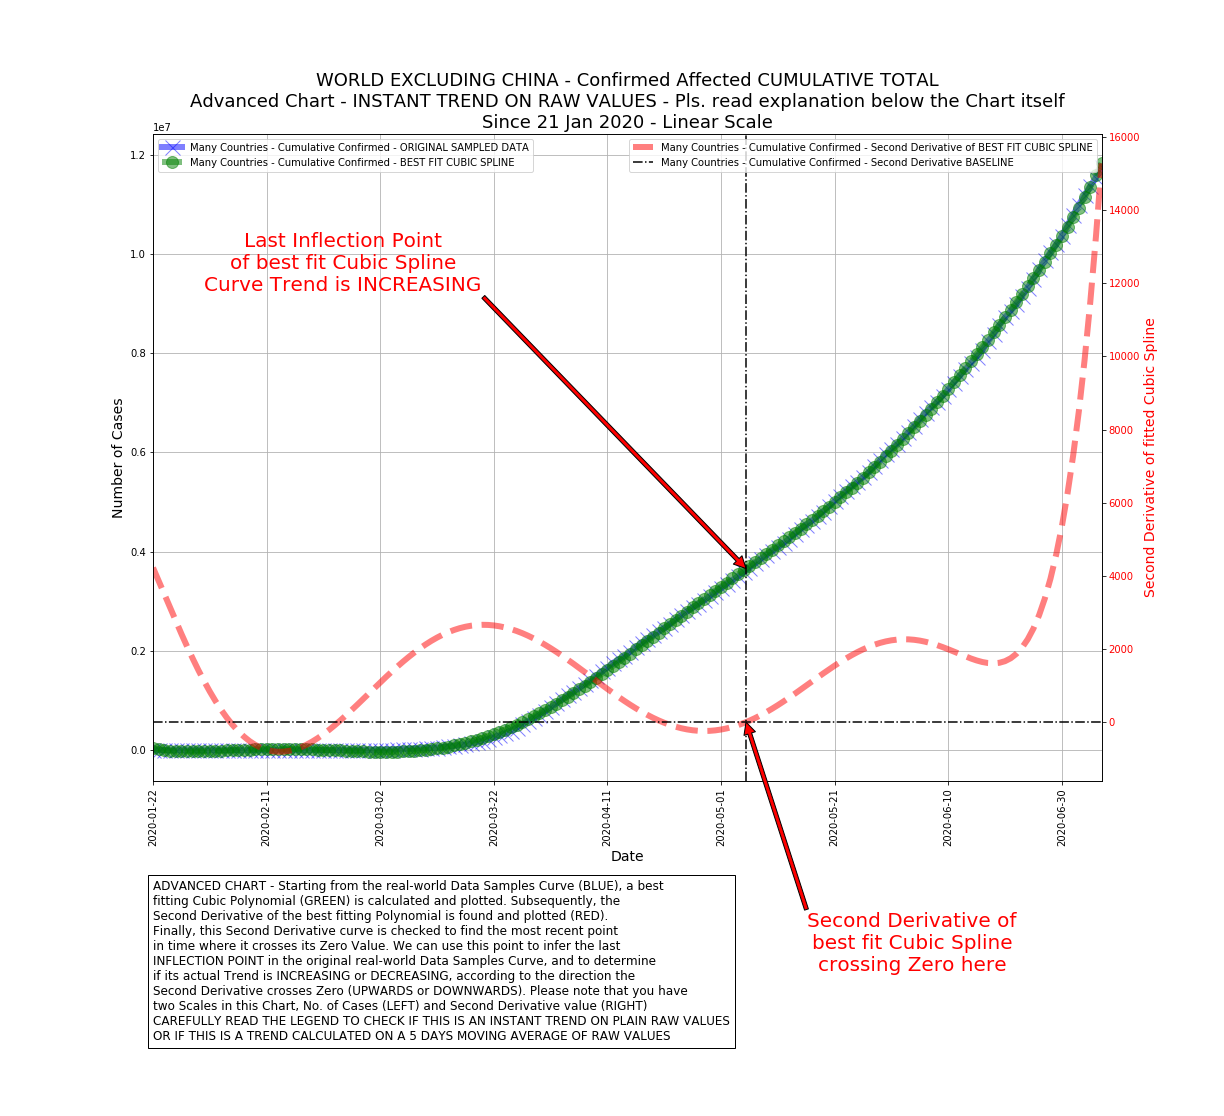 WORLD EXCLUDING CHINA - Confirmed Affected CUMULATIVE TOTAL
Advanced Chart - INSTANT TREND ON RAW VALUES - Pls. read explanation below the Chart itself
Since 21 Jan 2020 - Linear Scale
1e7
Many Countries - Cumulative Confirmed - ORIGINAL SAMPLED DATA
Many Countries - Cumulative Confirmed - BEST FIT CUBIC SPLINE
Many Countries - Cumulative Confirmed - Second Derivative of BEST FIT CUBIC SPLINE
Many Countries - Cumulative Confirmed - Second Derivative BASELINE
1.2
1.0
0.8
0.6
0.4
0.2
0.0
Number of Cases
16000
14000
12000
10000
8000
6000
4000
2000
0
Second Derivative of fitted Cubic Spline
Last Inflection Point
of best fit Cubic Spline
Curve Trend is INCREASING
2020-01-22
2020-02-11
2020-03-02
2020-03-22
2020-04-11
2020-05-01
2020-05-21
2020-06-10
2020-06-30
Date
Second Derivative of
best fit Cubic Spline
crossing Zero here
ADVANCED CHART - Starting from the real-world Data Samples Curve (BLUE), a best
fitting Cubic Polynomial (GREEN) is calculated and plotted. Subsequently, the
Second Derivative of the best fitting Polynomial is found and plotted (RED).
Finally, this Second Derivative curve is checked to find the most recent point
in time where it crosses its Zero Value. We can use this point to infer the last
INFLECTION POINT in the original real-world Data Samples Curve, and to determine
if its actual Trend is INCREASING or DECREASING, according to the direction the
Second Derivative crosses Zero (UPWARDS or DOWNWARDS). Please note that you have
two Scales in this Chart, No. of Cases (LEFT) and Second Derivative value (RIGHT)
CAREFULLY READ THE LEGEND TO CHECK IF THIS IS AN INSTANT TREND ON PLAIN RAW VALUES
OR IF THIS IS A TREND CALCULATED ON A 5 DAYS MOVING AVERAGE OF RAW VALUES